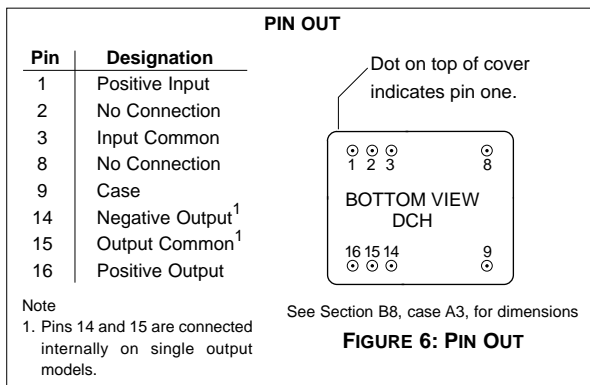 PIN OUT
Pin Designation
1 Positive Input
2 No Connection
3 Input Common
8 No Connection
9 Case
14 Negative Output1
15 Output Common1
16 Positive Output
Note
1. Pins 14 and 15 are connected
internally on single output
models.
Dot on top of cover
indicates pin one.
1 2 3 8
BOTTOM VIEW
DCH
16 15 14 9
See Section B8, case A3, for dimensions
FIGURE 6: PIN OUT